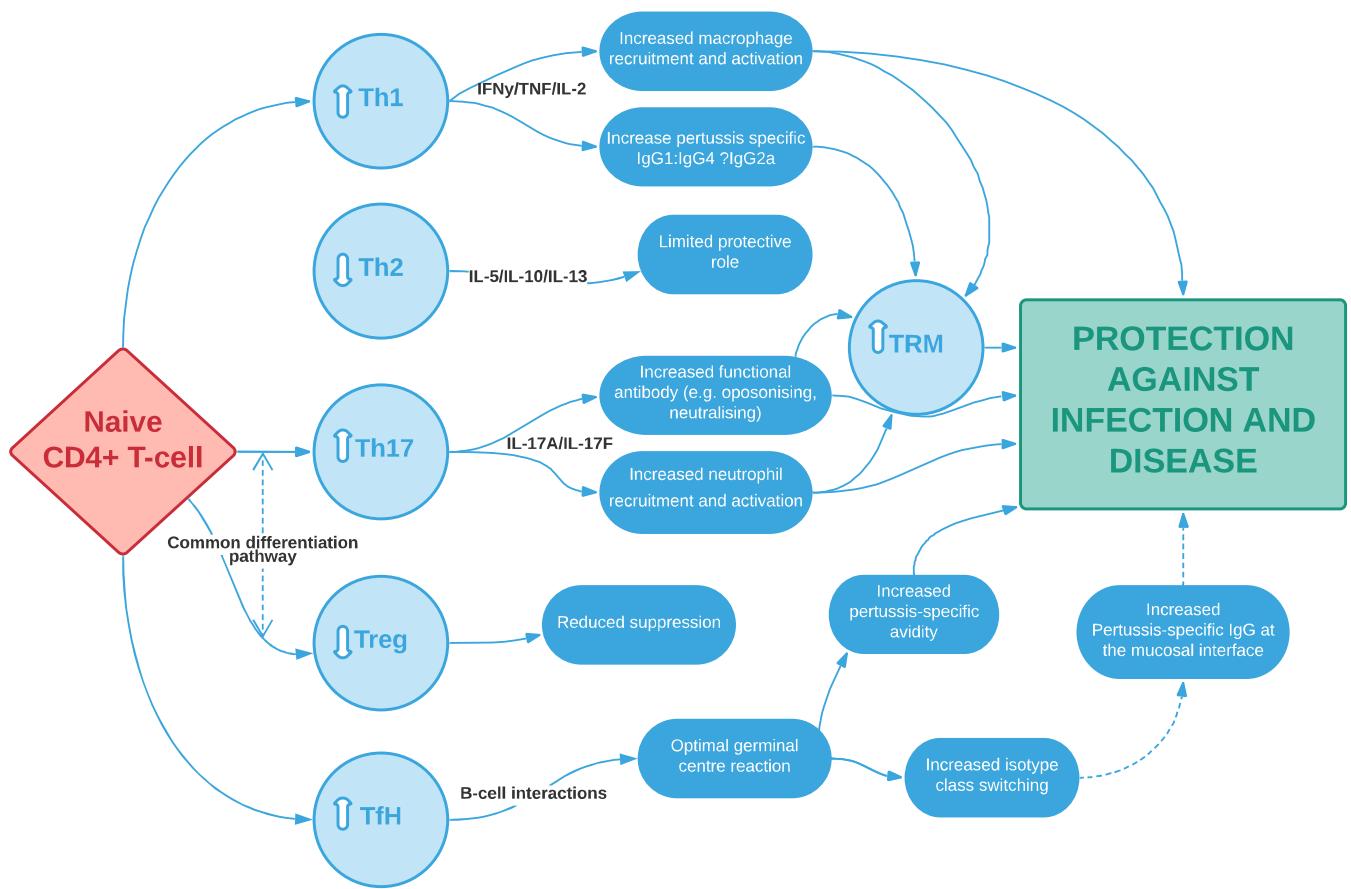 Th1
IFNy/TNF/IL-2
Increased macrophage
recruitment and activation
Increase pertussis specific
IgG1:IgG4 ?IgG2a
Th2
IL-5/IL-10/IL-13
Limited protective
role
TRM
PROTECTION
AGAINST
INFECTION AND
DISEASE
Naive
CD4+ T-cell
Th17
IL-17A/IL-17F
Increased functional
antibody (e.g. oposonising,
neutralising)
Increased neutrophil
recruitment and activation
Common differentiation
pathway
Treg
Reduced suppression
Increased
pertussis-specific
avidity
Increased
Pertussis-specific IgG at
the mucosal interface
TfH
B-cell interactions
Optimal germinal
centre reaction
Increased isotype
class switching